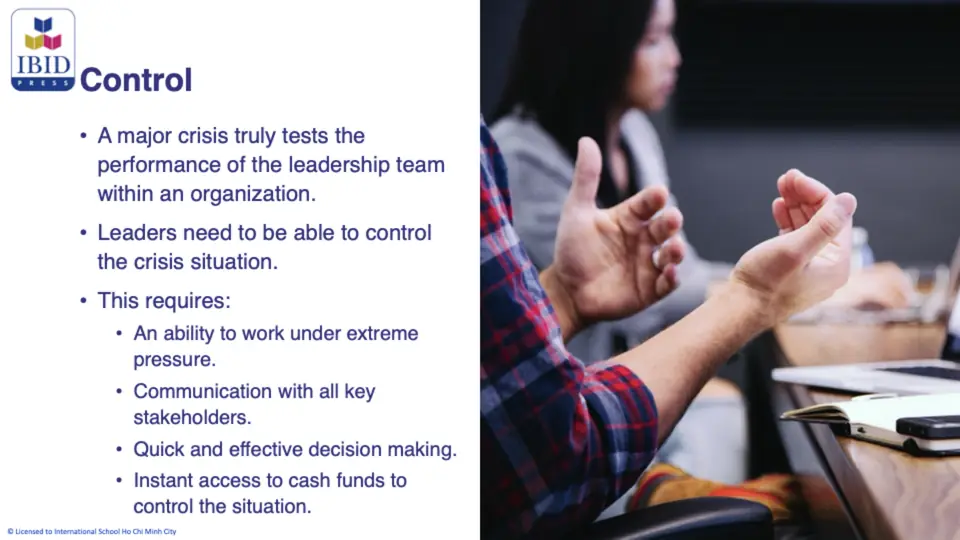 IBID
PRESS
Control
• A major crisis truly tests the
performance of the leadership team
within an organization.
• Leaders need to be able to control
the crisis situation.
• This requires:
• An ability to work under extreme
pressure.
• Communication with all key
stakeholders.
• Quick and effective decision making.
• Instant access to cash funds to
control the situation.
© Licensed to International School Ho Chi Minh City